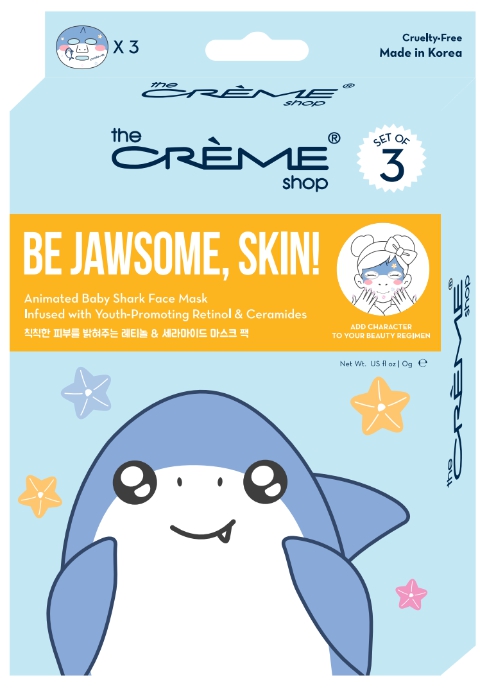 X 3
Cruelty-Free
Made in Korea
the
CRÈME®
shop
the
CRÈME®
shop
SET OF
3
BE JAWSOME, SKIN!
Animated Baby Shark Face Mask
Infused with Youth-Promoting Retinol & Ceramides
칙칙한 피부를 밝혀주는 레티놀 & 세라마이드 마스크 팩
ADD CHARACTER
TO YOUR BEAUTY REGIMEN
Net Wt. US fl oz | 0g ℮
the
CRÈME®
shop